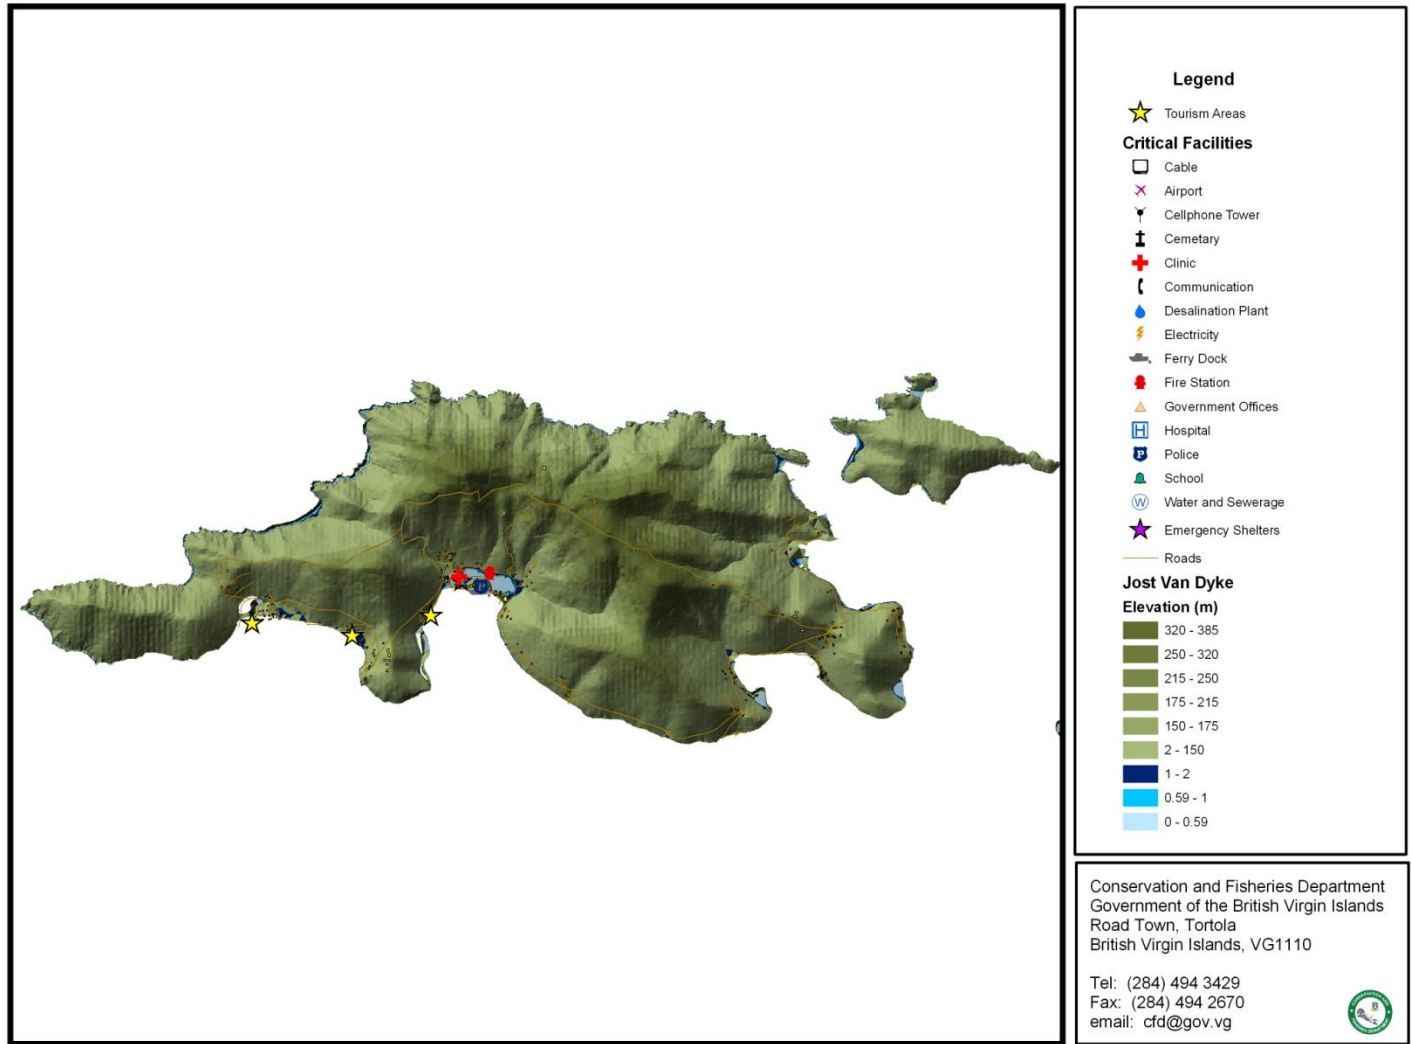 Legend
Tourism Areas
Critical Facilities
Cable
Airport
Cellphone Tower
Cemetary
Clinic
Communication
Desalination Plant
Electricity
Ferry Dock
Fire Station
Government Offices
H Hospital
P Police
School
W Water and Sewerage
Emergency Shelters
Roads
Jost Van Dyke
Elevation (m)
320 - 385
250 - 320
215 - 250
175 - 215
150 - 175
2 - 150
1 - 2
0.59 - 1
0 - 0.59
P
Conservation and Fisheries Department
Government of the British Virgin Islands
Road Town, Tortola
British Virgin Islands, VG1110
Tel: (284) 494 3429
Fax: (284) 494 2670
email: cfd@gov.vg